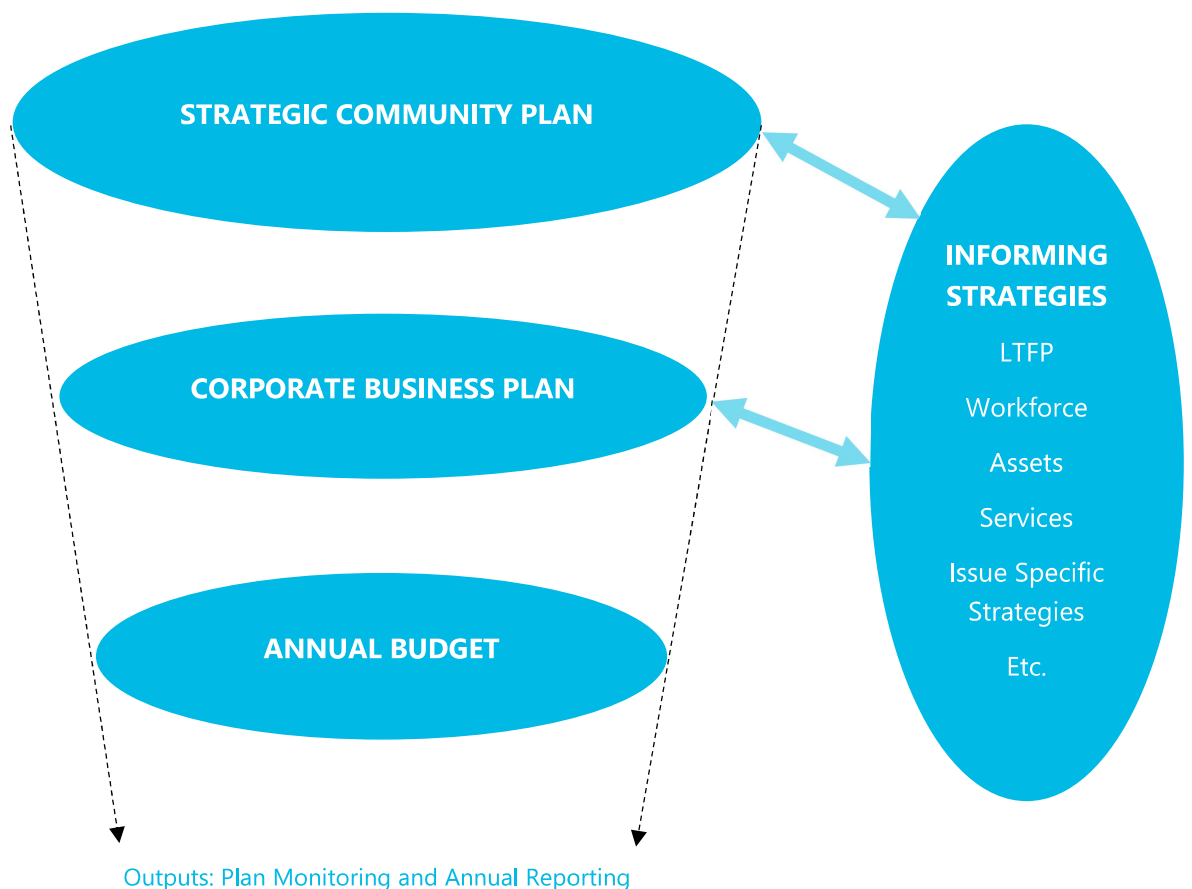 STRATEGIC COMMUNITY PLAN
CORPORATE BUSINESS PLAN
ANNUAL BUDGET
INFORMING
STRATEGIES
LTFP
Workforce
Assets
Services
Issue Specific
Strategies
Etc.
Outputs: Plan Monitoring and Annual Reporting